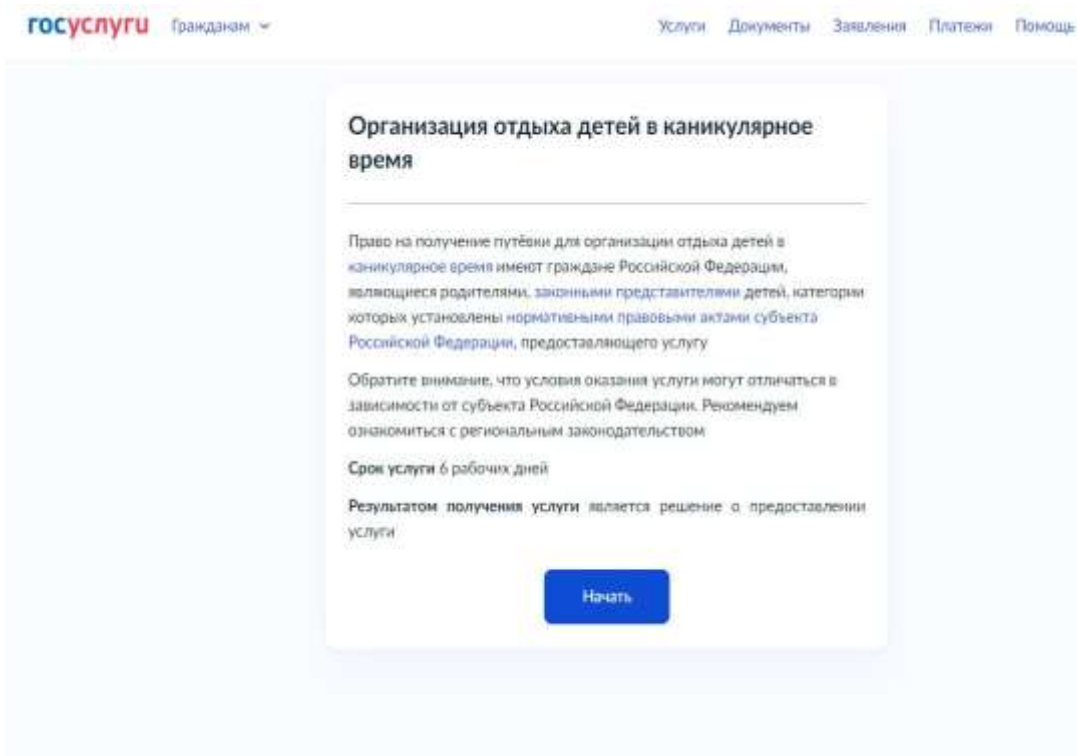 госуслуги Гражданам Услуги Документы Заявления Платежи Помощь
Организация отдыха детей в каникулярное
время
Право на получение путёвки для организации отдыха детей в
каникулярное время имеют граждане Российской Федерации,
являющиеся родителями, законными представителями детей, категории
которых установлены нормативными правовыми актами субъекта
Российской Федерации, предоставляющего услугу
Обратите внимание, что условия оказания услуги могут отличаться в
зависимости от субъекта Российской Федерации. Рекомендуем
ознакомиться с региональным законодательством
Срок услуги 6 рабочих дней
Результатом получения услуги является решение о предоставлении
услуги
Начать